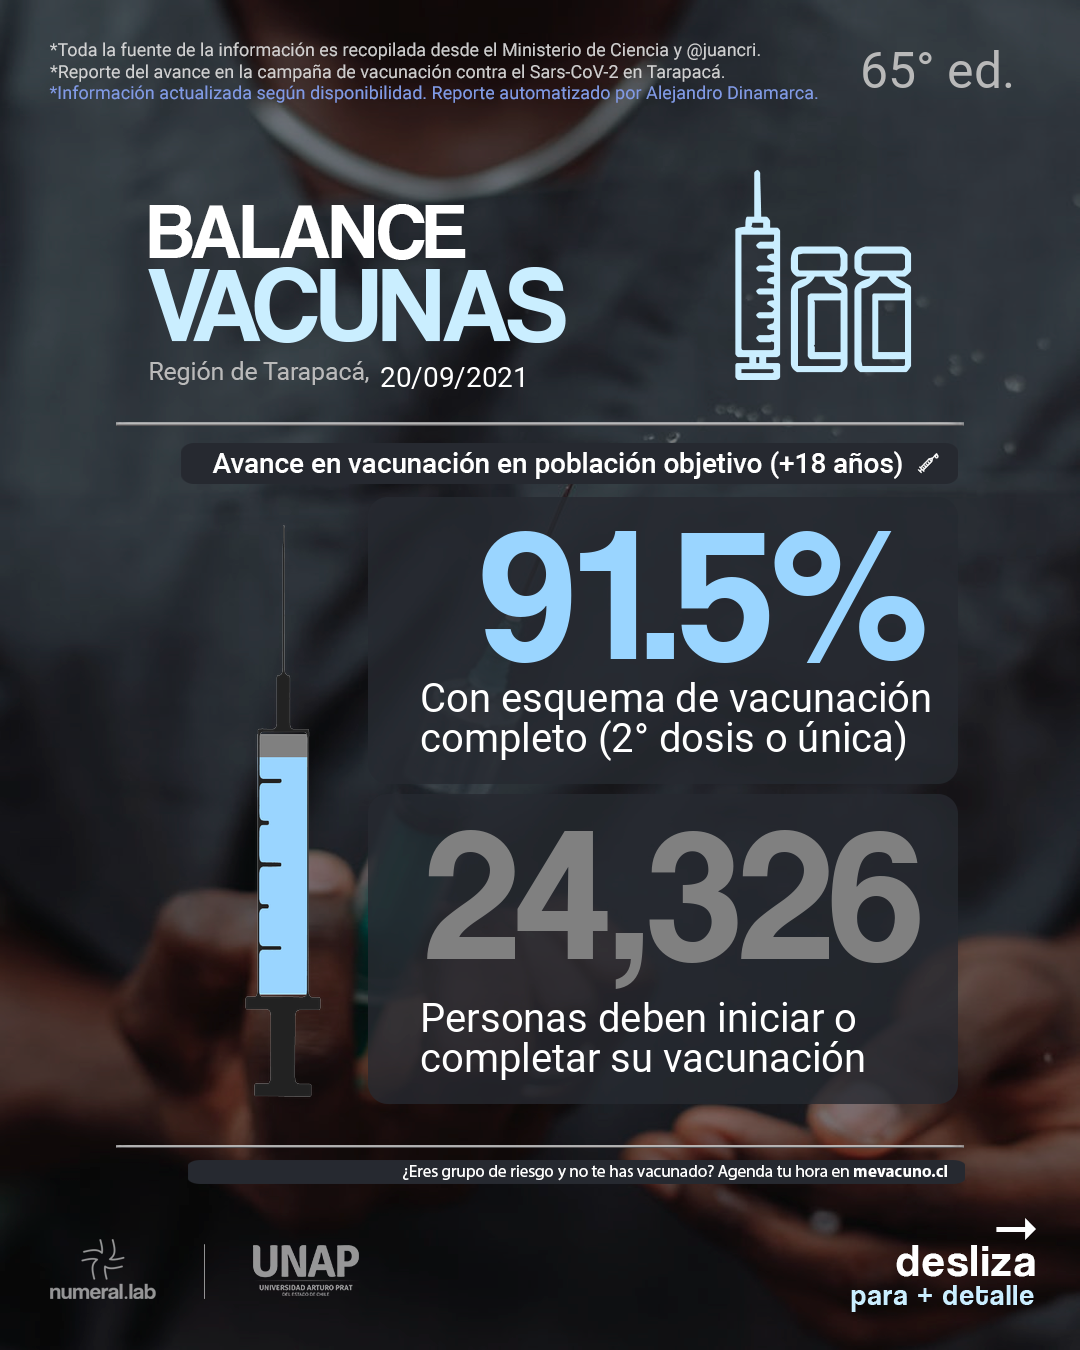 *Toda la fuente de la información es recopilada desde el Ministerio de Ciencia y @juancri.
*Reporte del avance en la campaña de vacunación contra el Sars-CoV-2 en Tarapacá.
*Información actualizada según disponibilidad. Reporte automatizado por Alejandro Dinamarca.
65° ed.
BALANCE
VACUNAS
Región de Tarapacá, 20/09/2021
Avance en vacunación en población objetivo (+18 años)
91.5%
Con esquema de vacunación
completo (2° dosis o única)
24,326
Personas deben iniciar o
completar su vacunación
¿Eres grupo de riesgo y no te has vacunado? Agenda tu hora en mevacuno.cl
numeral.lab
UNAP
UNIVERSIDAD ARTURO PRAT
DEL ESTADO DE CHILE
desliza
para + detalle